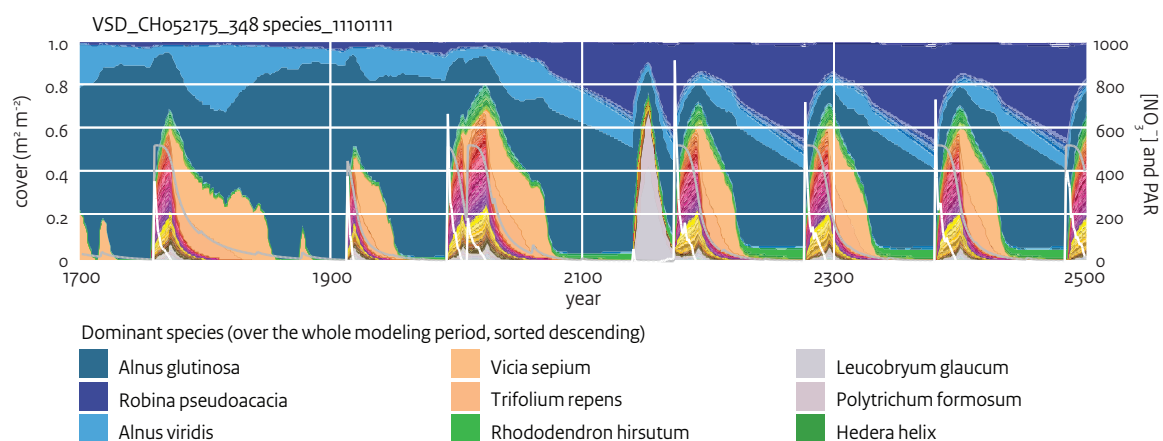 VSD_CH052175_348 species_11101111
1.0
0.8
0.6
0.4
0.2
0
cover (m² m⁻²)
1000
800
600
400
200
0
[NO₃⁻] and PAR
1700 1900 2100 2300 2500
year
Dominant species (over the whole modeling period, sorted descending)
Alnus glutinosa Vicia sepium Leucobryum glaucum
Robina pseudoacacia Trifolium repens Polytrichum formosum
Alnus viridis Rhododendron hirsutum Hedera helix